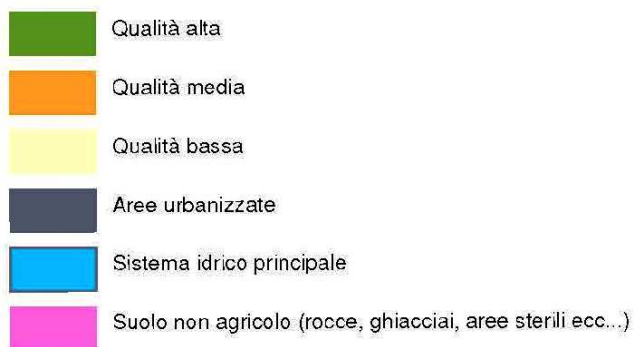 Qualità alta
Qualità media
Qualità bassa
Aree urbanizzate
Sistema idrico principale
Suolo non agricolo (rocce, ghiacciai, aree sterili ecc...)